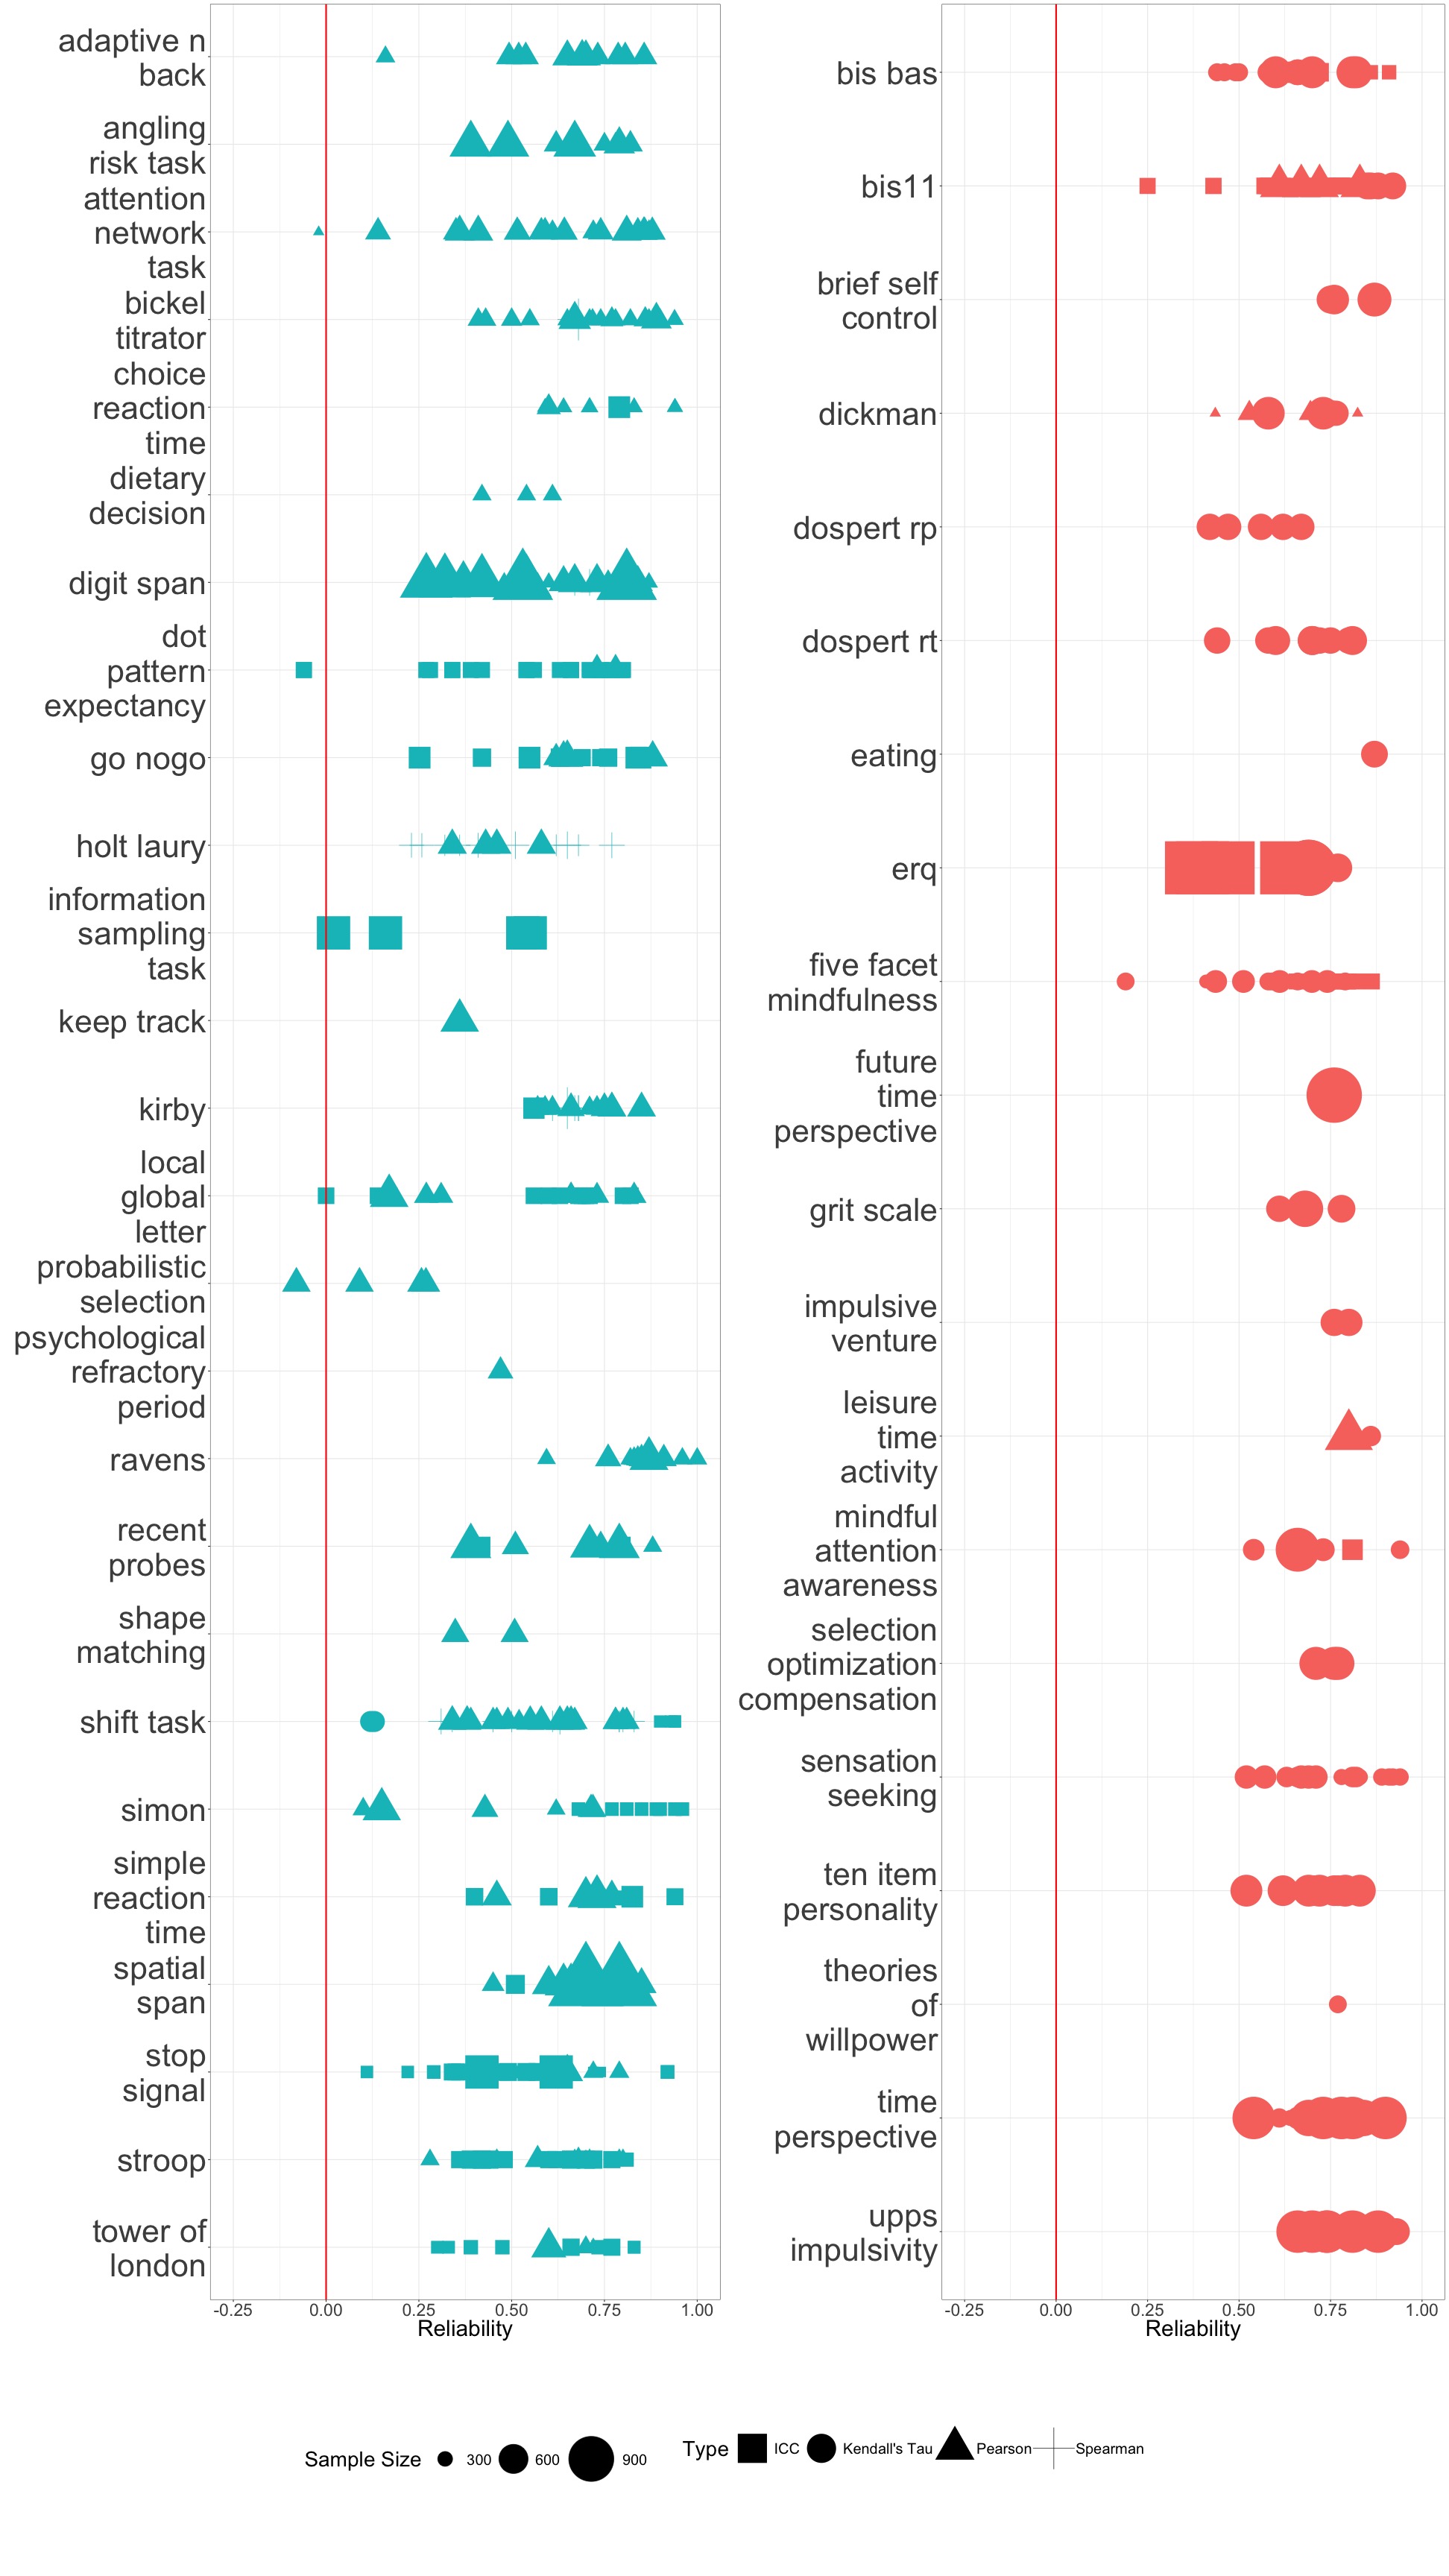 adaptive n
back
angling
risk task
attention
network
task
bickel
titrator
choice
reaction
time
dietary
decision
digit span
dot
pattern
expectancy
go nogo
holt laury
information
sampling
task
keep track
kirby
local
global
letter
probabilistic
selection
psychological
refractory
period
ravens
recent
probes
shape
matching
shift task
simon
simple
reaction
time
spatial
span
stop
signal
stroop
tower of
london
-0.25 0.00 0.25 0.50 0.75 1.00
Reliability
bis bas
bis11
brief self
control
dickman
dospert rp
dospert rt
eating
erq
five facet
mindfulness
future
time
perspective
grit scale
impulsive
venture
leisure
time
activity
mindful
attention
awareness
selection
optimization
compensation
sensation
seeking
ten item
personality
theories
of
willpower
time
perspective
upps
impulsivity
-0.25 0.00 0.25 0.50 0.75 1.00
Reliability
Sample Size 300 600 900 Type ICC Kendall's Tau Pearson Spearman